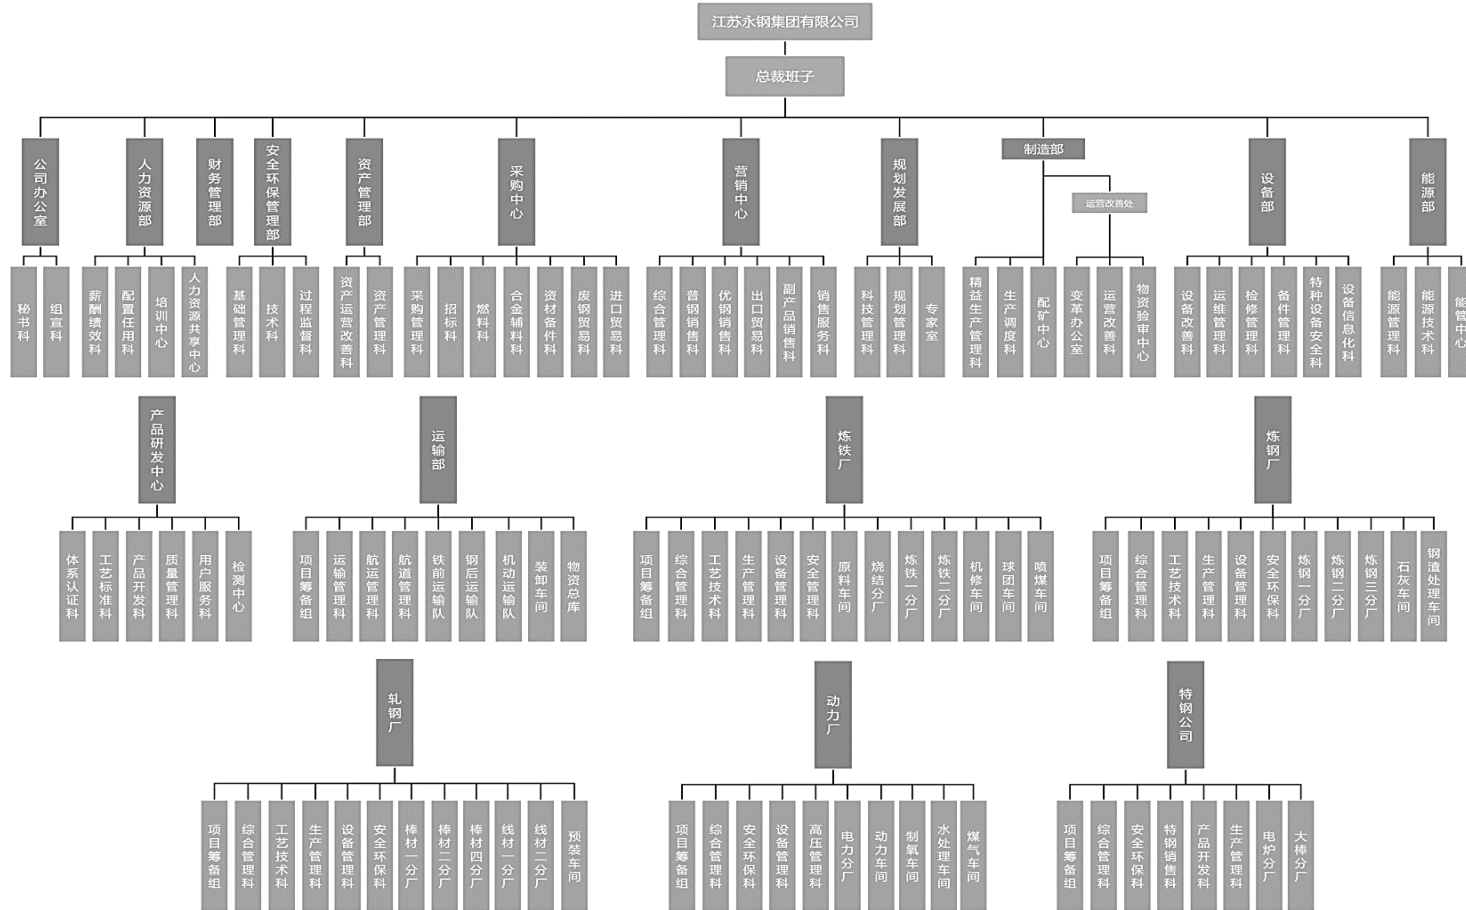 江苏永钢集团有限公司
总裁班子
公司办公室
人力资源部
财务管理部
安全环保管理部
资产管理部
采购中心
营销中心
规划发展部
制造部
运营改善处
设备部
能源部
秘书科
组宣科
薪酬绩效科
配置任用科
培训中心
人力资源共享中心
基础管理科
技术科
过程监督科
资产运营改善科
资产管理科
采购管理科
招标科
燃料科
合金辅料科
资材备件科
废钢贸易科
进口贸易科
综合管理科
普钢销售科
优钢销售科
出口贸易科
副产品销售科
销售服务科
科技管理科
规划管理科
专家室
精益生产管理科
生产调度科
配矿中心
变革办公室
运营改善科
物资验审中心
设备改善科
运维管理科
检修管理科
备件管理科
特种设备安全科
设备信息化科
能源管理科
能源技术科
能管中心
产品研发中心
运输部
炼铁厂
炼钢厂
体系认证科
工艺标准科
产品开发科
质量管理科
用户服务科
检测中心
项目筹备组
运输管理科
航运管理科
航道管理科
铁前运输队
钢后运输队
机动运输队
装卸车间
物资总库
项目筹备组
综合管理科
工艺技术科
生产管理科
设备管理科
安全管理科
原料车间
烧结分厂
炼铁一分厂
炼铁二分厂
机修车间
球团车间
喷煤车间
项目筹备组
综合管理科
工艺技术科
生产管理科
设备管理科
安全环保科
炼钢一分厂
炼钢二分厂
炼钢三分厂
石灰车间
钢渣处理车间
轧钢厂
动力厂
特钢公司
项目筹备组
综合管理科
工艺技术科
生产管理科
设备管理科
安全环保科
棒材一分厂
棒材二分厂
棒材四分厂
线材一分厂
线材二分厂
预装车间
项目筹备组
综合管理科
安全环保科
设备管理科
高压管理科
电力分厂
动力车间
制氧车间
水处理车间
煤气车间
项目筹备组
综合管理科
安全环保科
特钢销售科
产品开发科
生产管理科
电炉分厂
大棒分厂